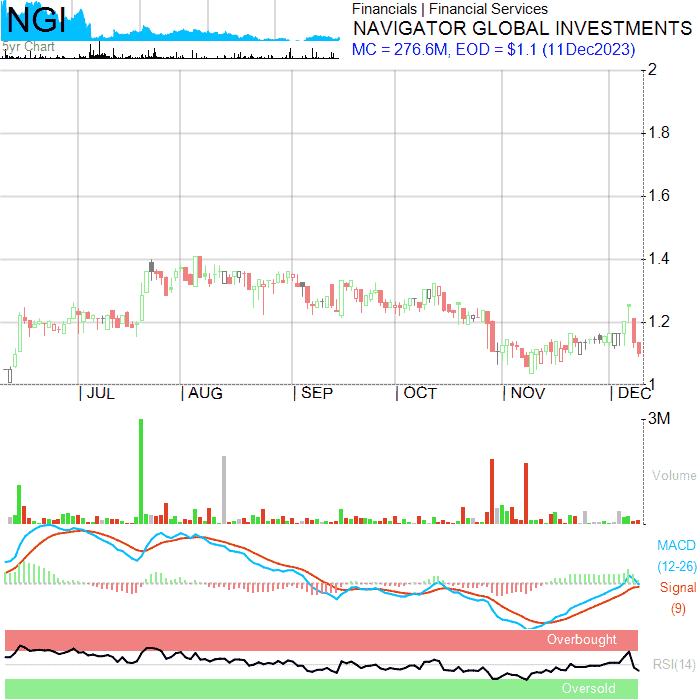 NGI
5yr Chart
Financials | Financial Services
NAVIGATOR GLOBAL INVESTMENTS
MC = 276.6M, EOD = $1.1 (11Dec2023)
2
1.8
1.6
1.4
1.2
1
JUL
AUG
SEP
OCT
NOV
DEC
3M
Volume
MACD
(12-26)
Signal
(9)
Overbought
RSI(14)
Oversold